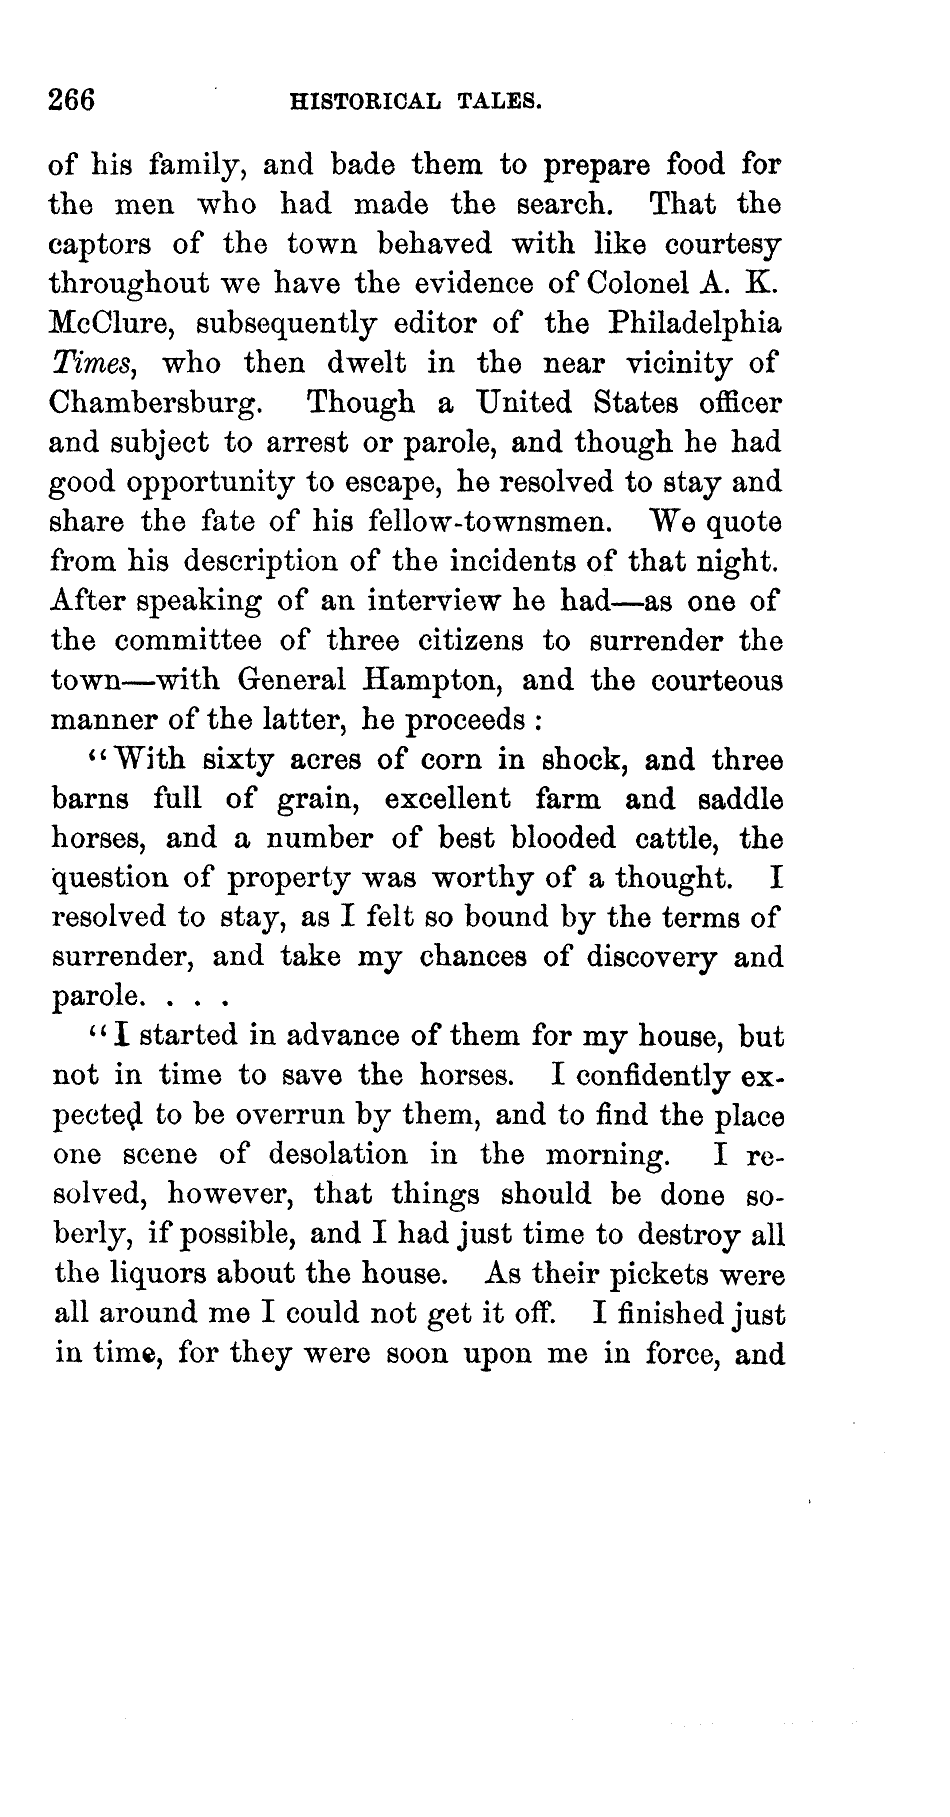 266 HISTORICAL TALES.
of his family, and bade them to prepare food for
the men who had made the search. That the
captors of the town behaved with like courtesy
throughout we have the evidence of Colonel A. K.
McClure, subsequently editor of the Philadelphia
Times, who then dwelt in the near vicinity of
Chambersburg. Though a United States officer
and subject to arrest or parole, and though he had
good opportunity to escape, he resolved to stay and
share the fate of his fellow-townsmen. We quote
from his description of the incidents of that night.
After speaking of an interview he had—as one of
the committee of three citizens to surrender the
town—with General Hampton, and the courteous
manner of the latter, he proceeds :
“With sixty acres of corn in shock, and three
barns full of grain, excellent farm and saddle
horses, and a number of best blooded cattle, the
question of property was worthy of a thought. I
resolved to stay, as I felt so bound by the terms of
surrender, and take my chances of discovery and
parole. . . .
“I started in advance of them for my house, but
not in time to save the horses. I confidently ex-
pected to be overrun by them, and to find the place
one scene of desolation in the morning. I re-
solved, however, that things should be done so-
berly, if possible, and I had just time to destroy all
the liquors about the house. As their pickets were
all around me I could not get it off. I finished just
in time, for they were soon upon me in force, and